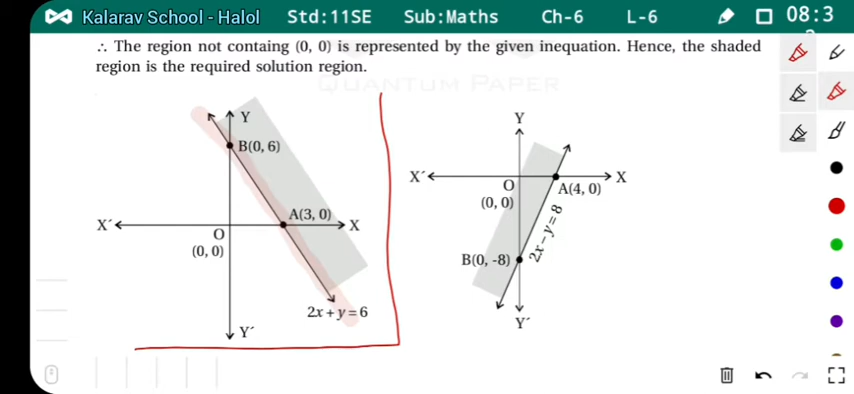 Kalarav School - Halol Std:11SE Sub:Maths Ch-6 L-6 08:3
∴ The region not containg (0, 0) is represented by the given inequation. Hence, the shaded
region is the required solution region.
QUANTUM PAPER
Y
B(0, 6)
A(3, 0)
X´
X
O
(0, 0)
2x + y = 6
Y´
Y
X´
X
O
(0, 0)
A(4, 0)
2x − y = 8
B(0, -8)
Y´